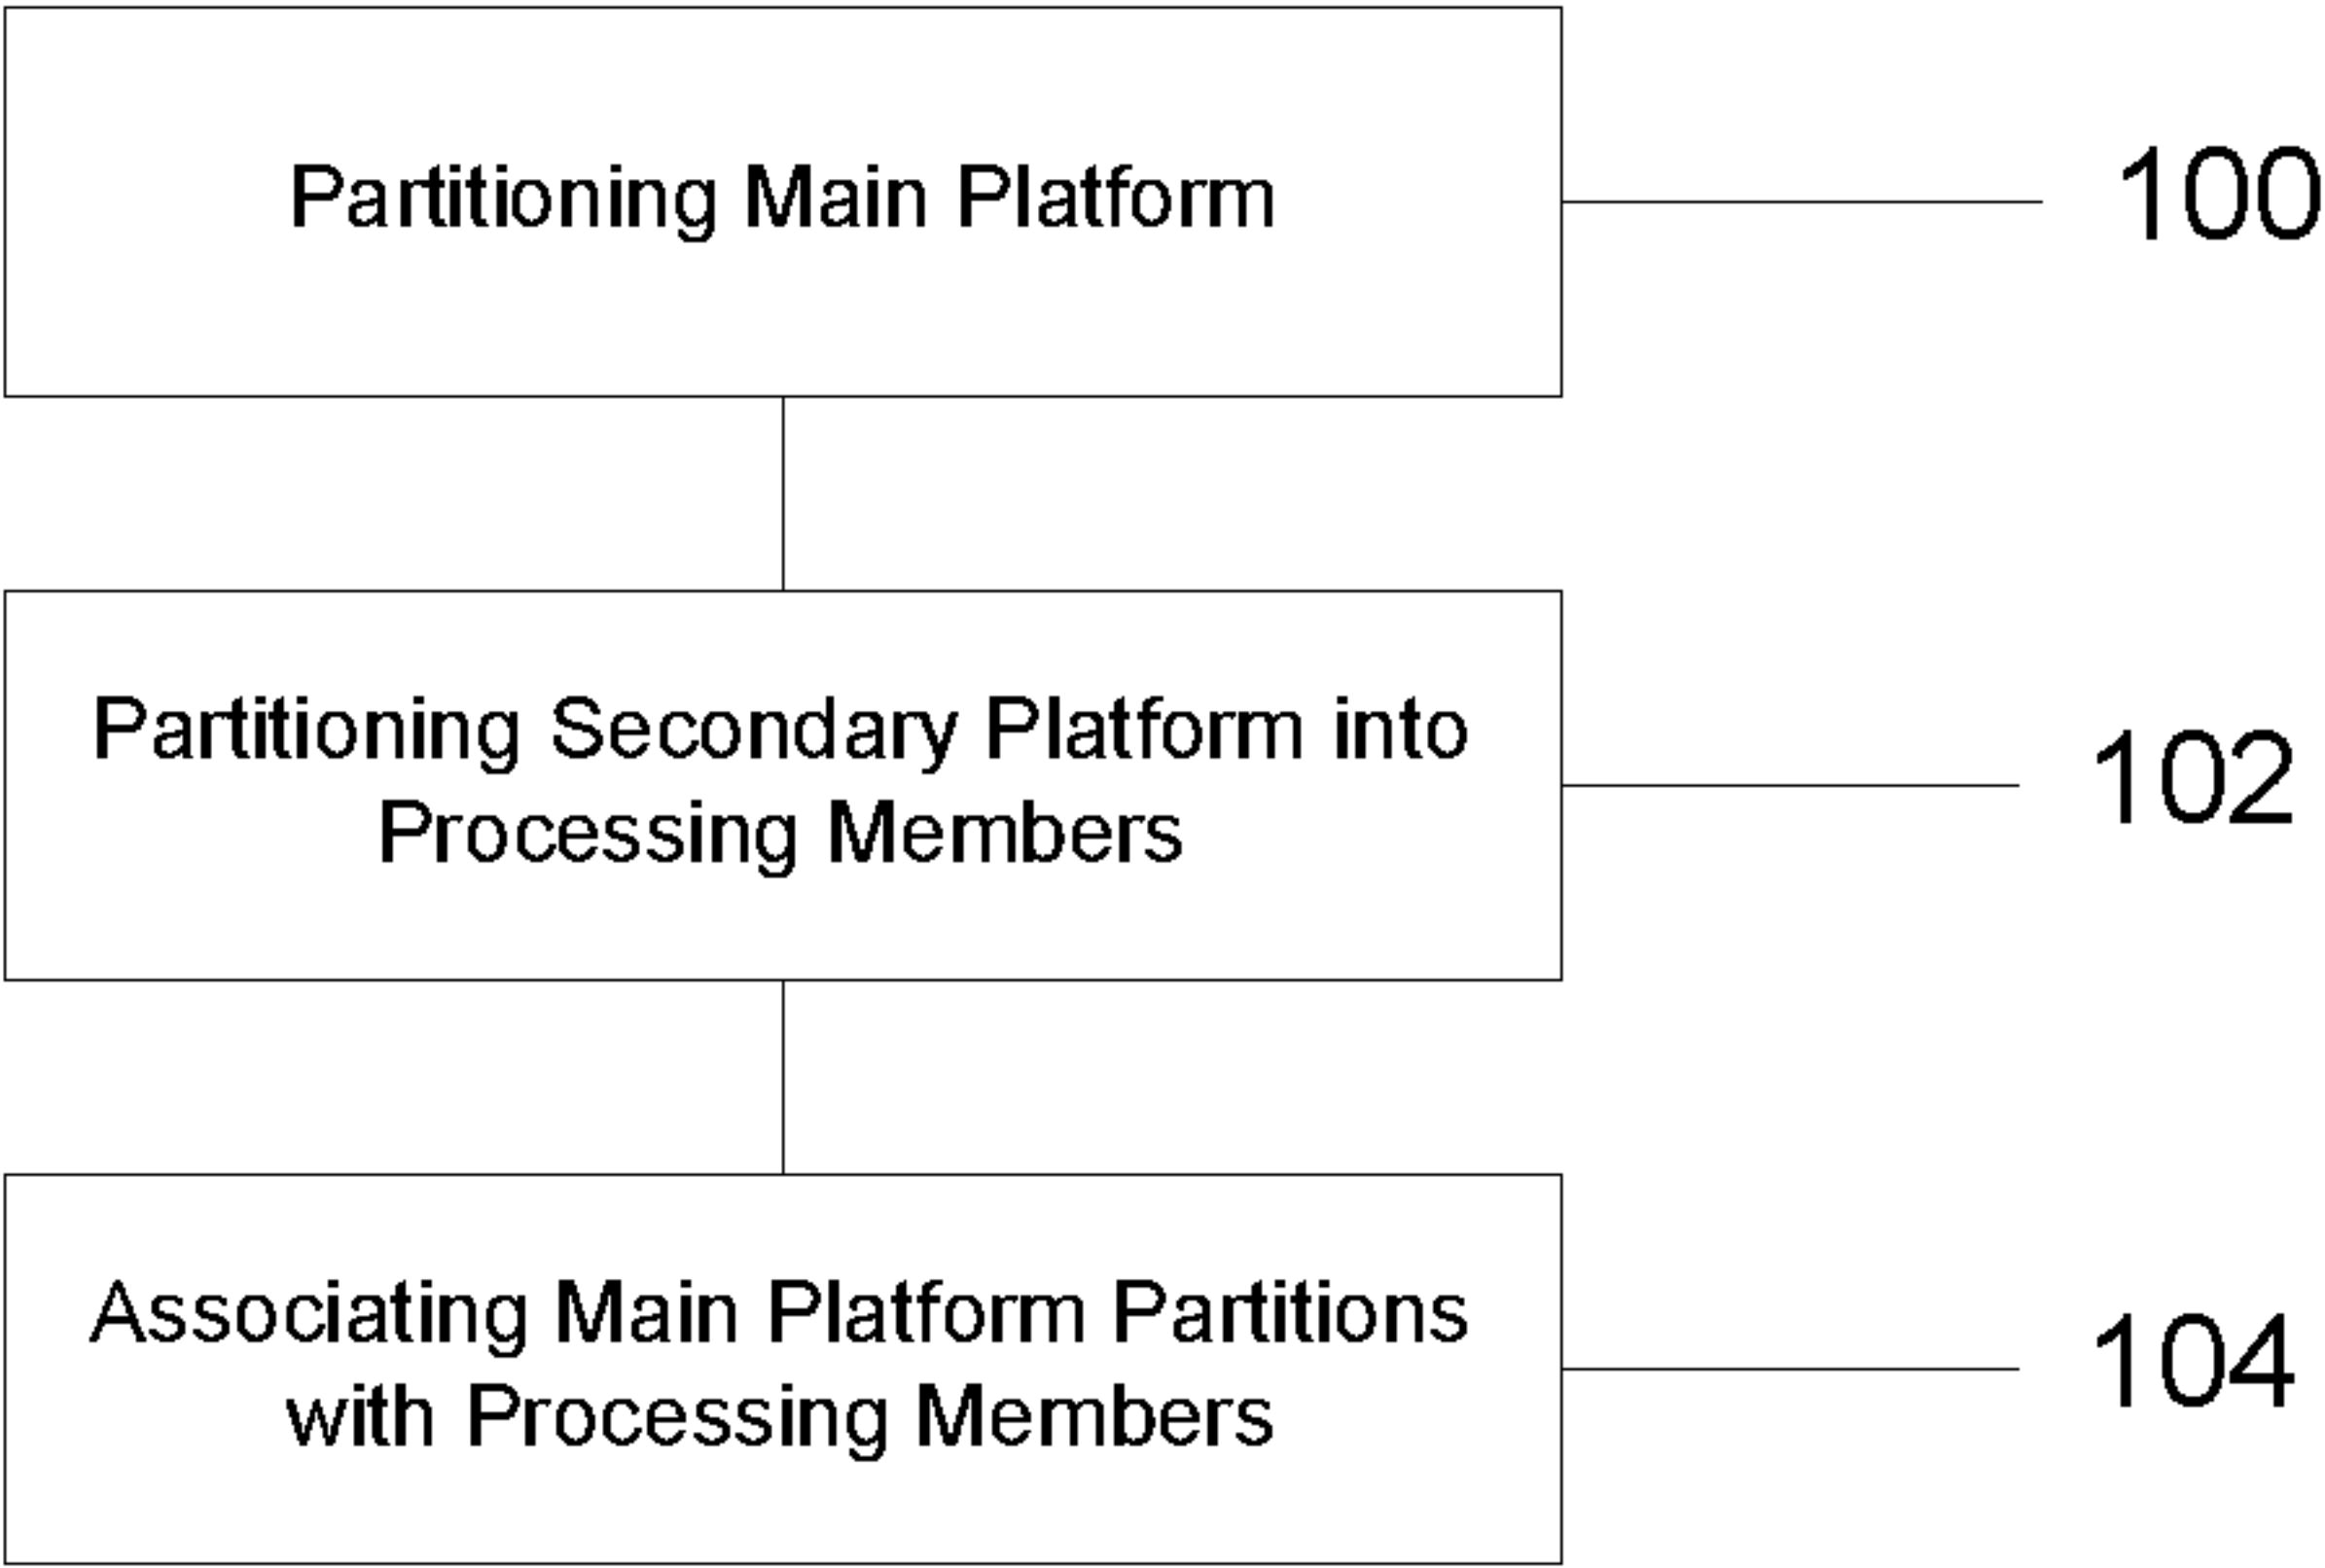 Partitioning Main Platform
100
Partitioning Secondary Platform into
Processing Members
102
Associating Main Platform Partitions
with Processing Members
104